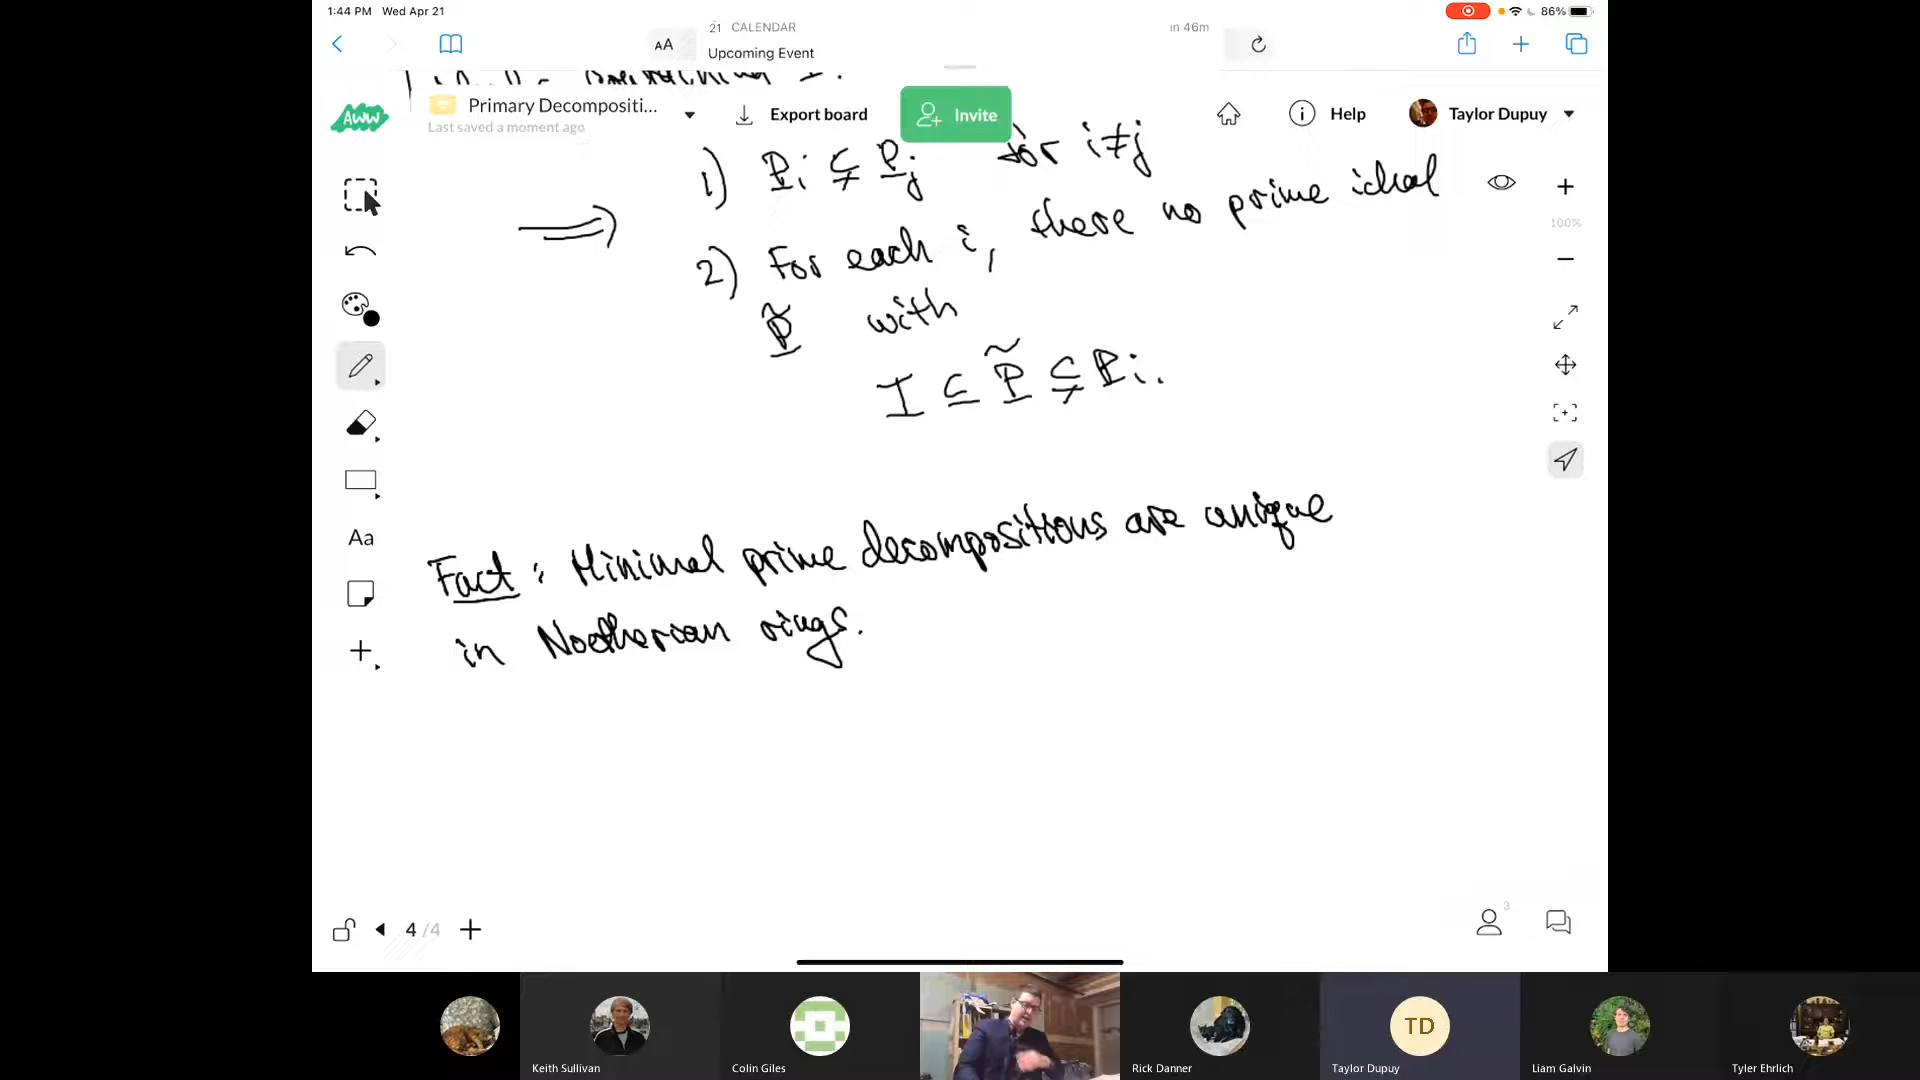 1:44 PM Wed Apr 21
21 CALENDAR
in 46m
86%
AA
Upcoming Event
AWW
Primary Decompositi...
Last saved a moment ago
Export board
Invite
Help
Taylor Dupuy
1) P̲i ⊊ P̲j for i≠j
⟹
2) For each i, there no prime ideal
P̲̃ with
I ⊆ P̲̃ ⊊ P̲i.
100%
Fact: Minimal prime decompositions are unique
in Noetherian rings.
Aa
4 /4
3
TD
Keith Sullivan
Colin Giles
Rick Danner
Taylor Dupuy
Liam Galvin
Tyler Ehrlich